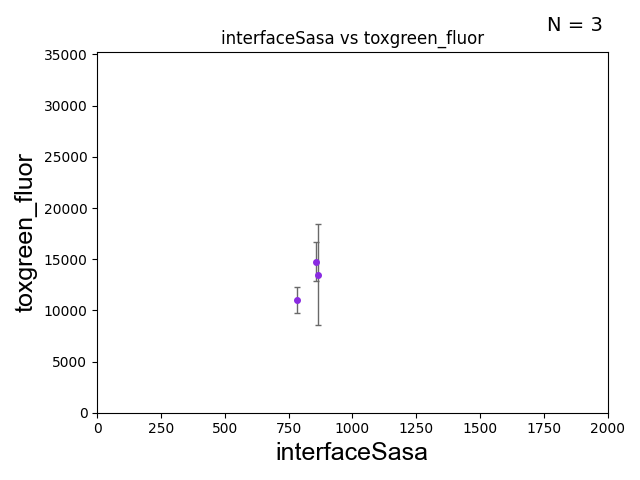 N = 3
interfaceSasa vs toxgreen_fluor
35000
30000
25000
20000
15000
10000
5000
0
toxgreen_fluor
0 250 500 750 1000 1250 1500 1750 2000
interfaceSasa